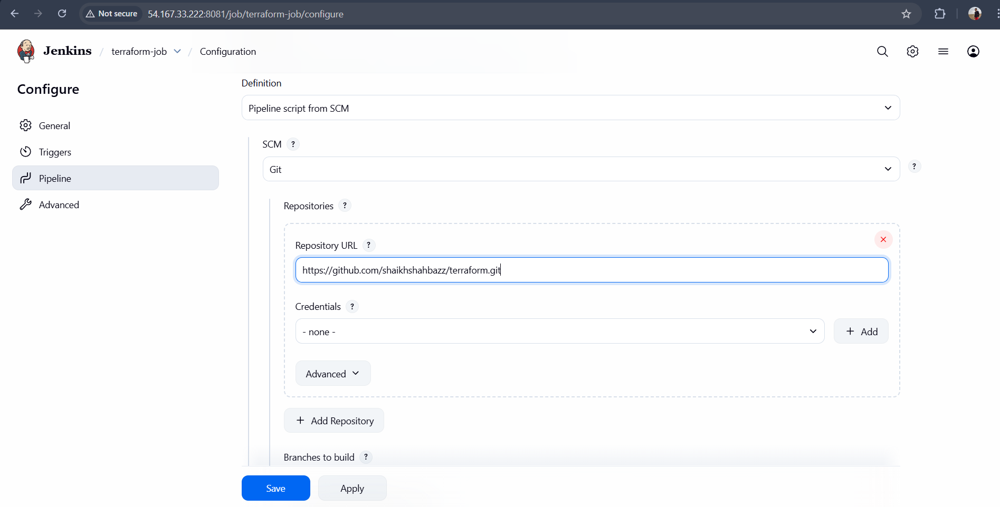 Not secure 54.167.33.222:8081/job/terraform-job/configure
Jenkins / terraform-job / Configuration
Configure
General
Triggers
Pipeline
Advanced
Definition
Pipeline script from SCM
SCM ?
Git
?
Repositories ?
Repository URL ?
https://github.com/shaikhshahbazz/terraform.git
Credentials ?
- none -
+ Add
Advanced
+ Add Repository
Branches to build ?
Save
Apply